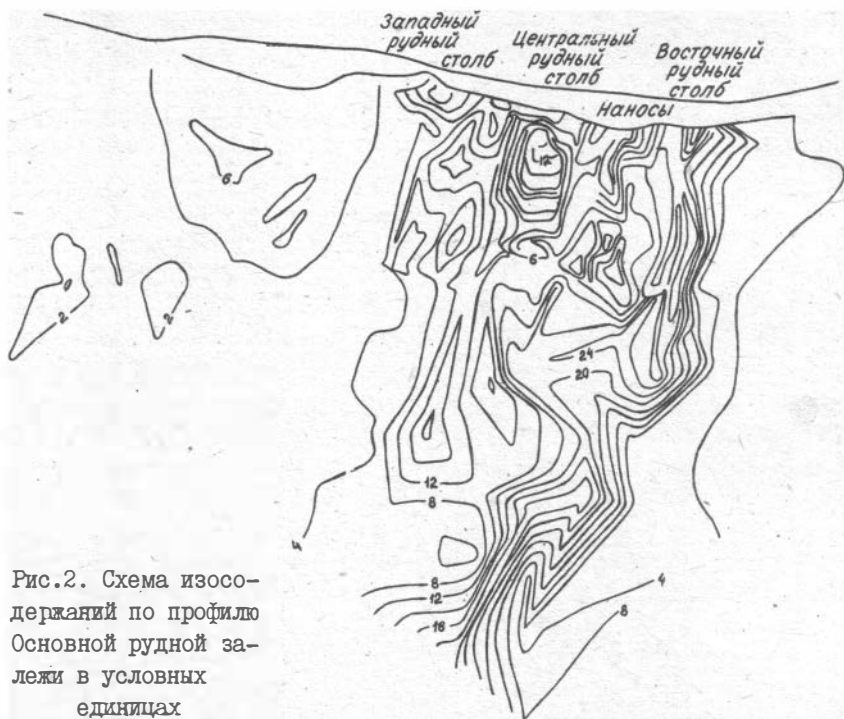 Западный
рудный
столб
Центральный
рудный
столб
Восточный
рудный
столб
Наносы
6
12
2
2
6
24
20
12
8
4
8
12
16
4
8
Рис.2. Схема изосо-
держаний по профилю
Основной рудной за-
лежи в условных
единицах